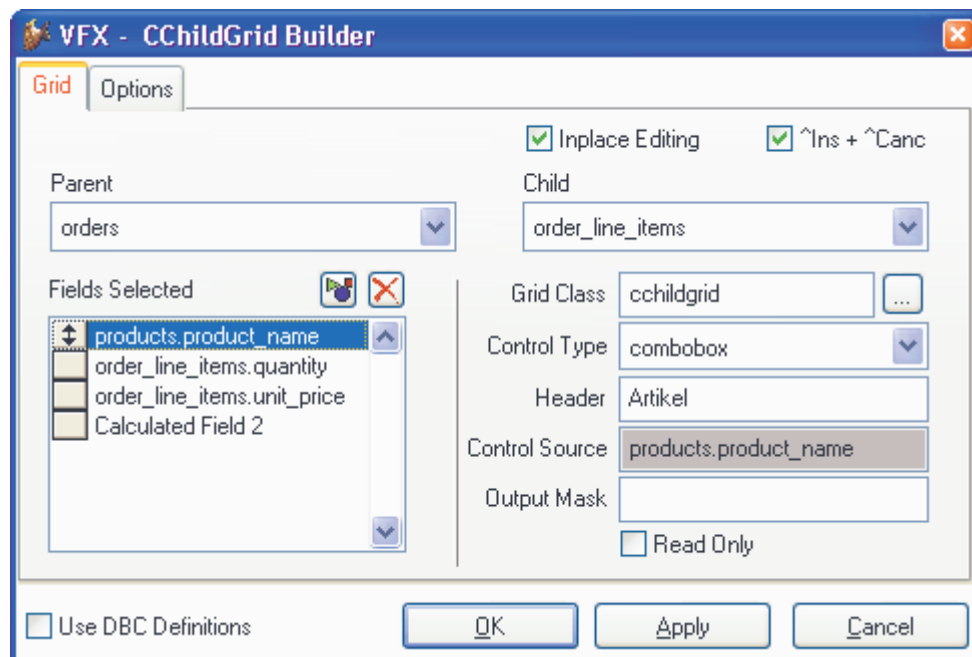 VFX - CChildGrid Builder
Grid Options
Inplace Editing ^Ins + ^Canc
Parent Child
orders order_line_items
Fields Selected
products.product_name
order_line_items.quantity
order_line_items.unit_price
Calculated Field 2
Grid Class cchildgrid ...
Control Type combobox
Header Artikel
Control Source products.product_name
Output Mask
Read Only
Use DBC Definitions OK Apply Cancel